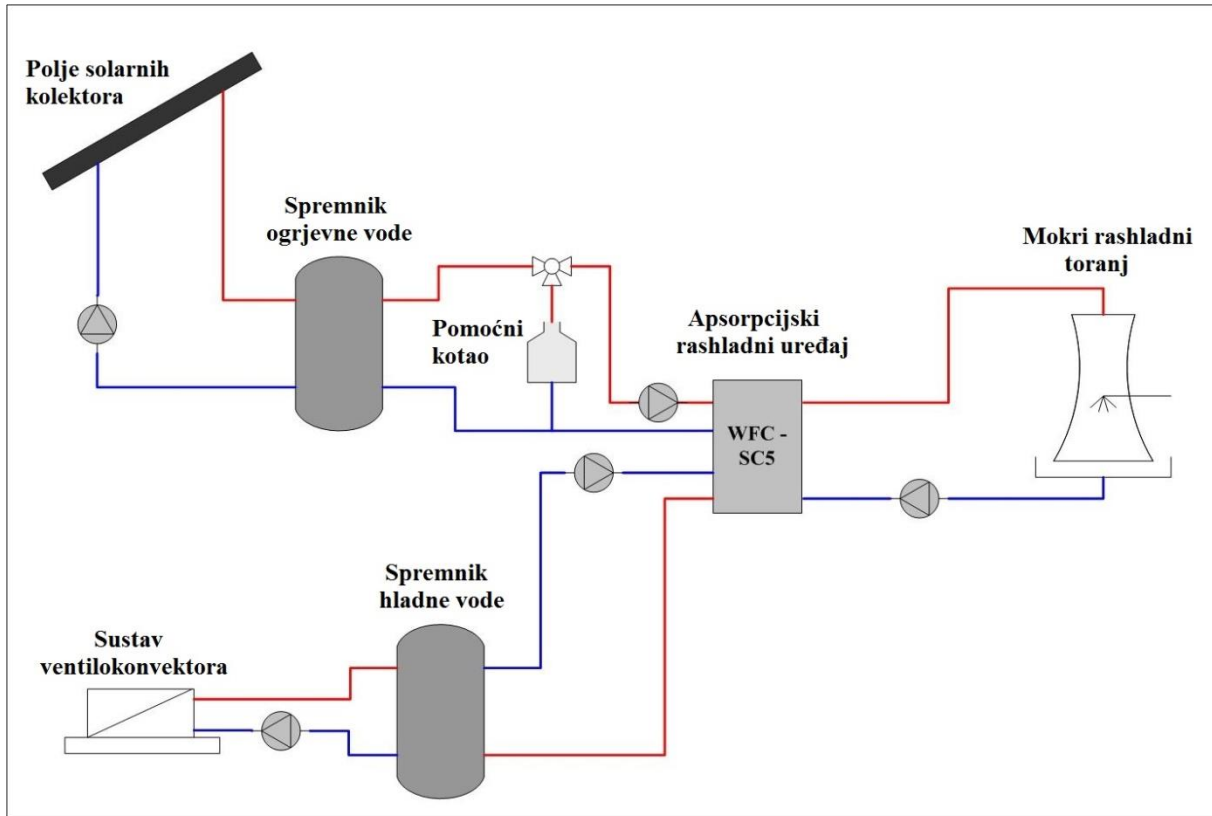 Polje solarnih
kolektora
Spremnik
ogrjevne vode
Pomoćni
kotao
Apsorpcijski
rashladni uređaj
Mokri rashladni
toranj
WFC -
SC5
Spremnik
hladne vode
Sustav
ventilokonvektora